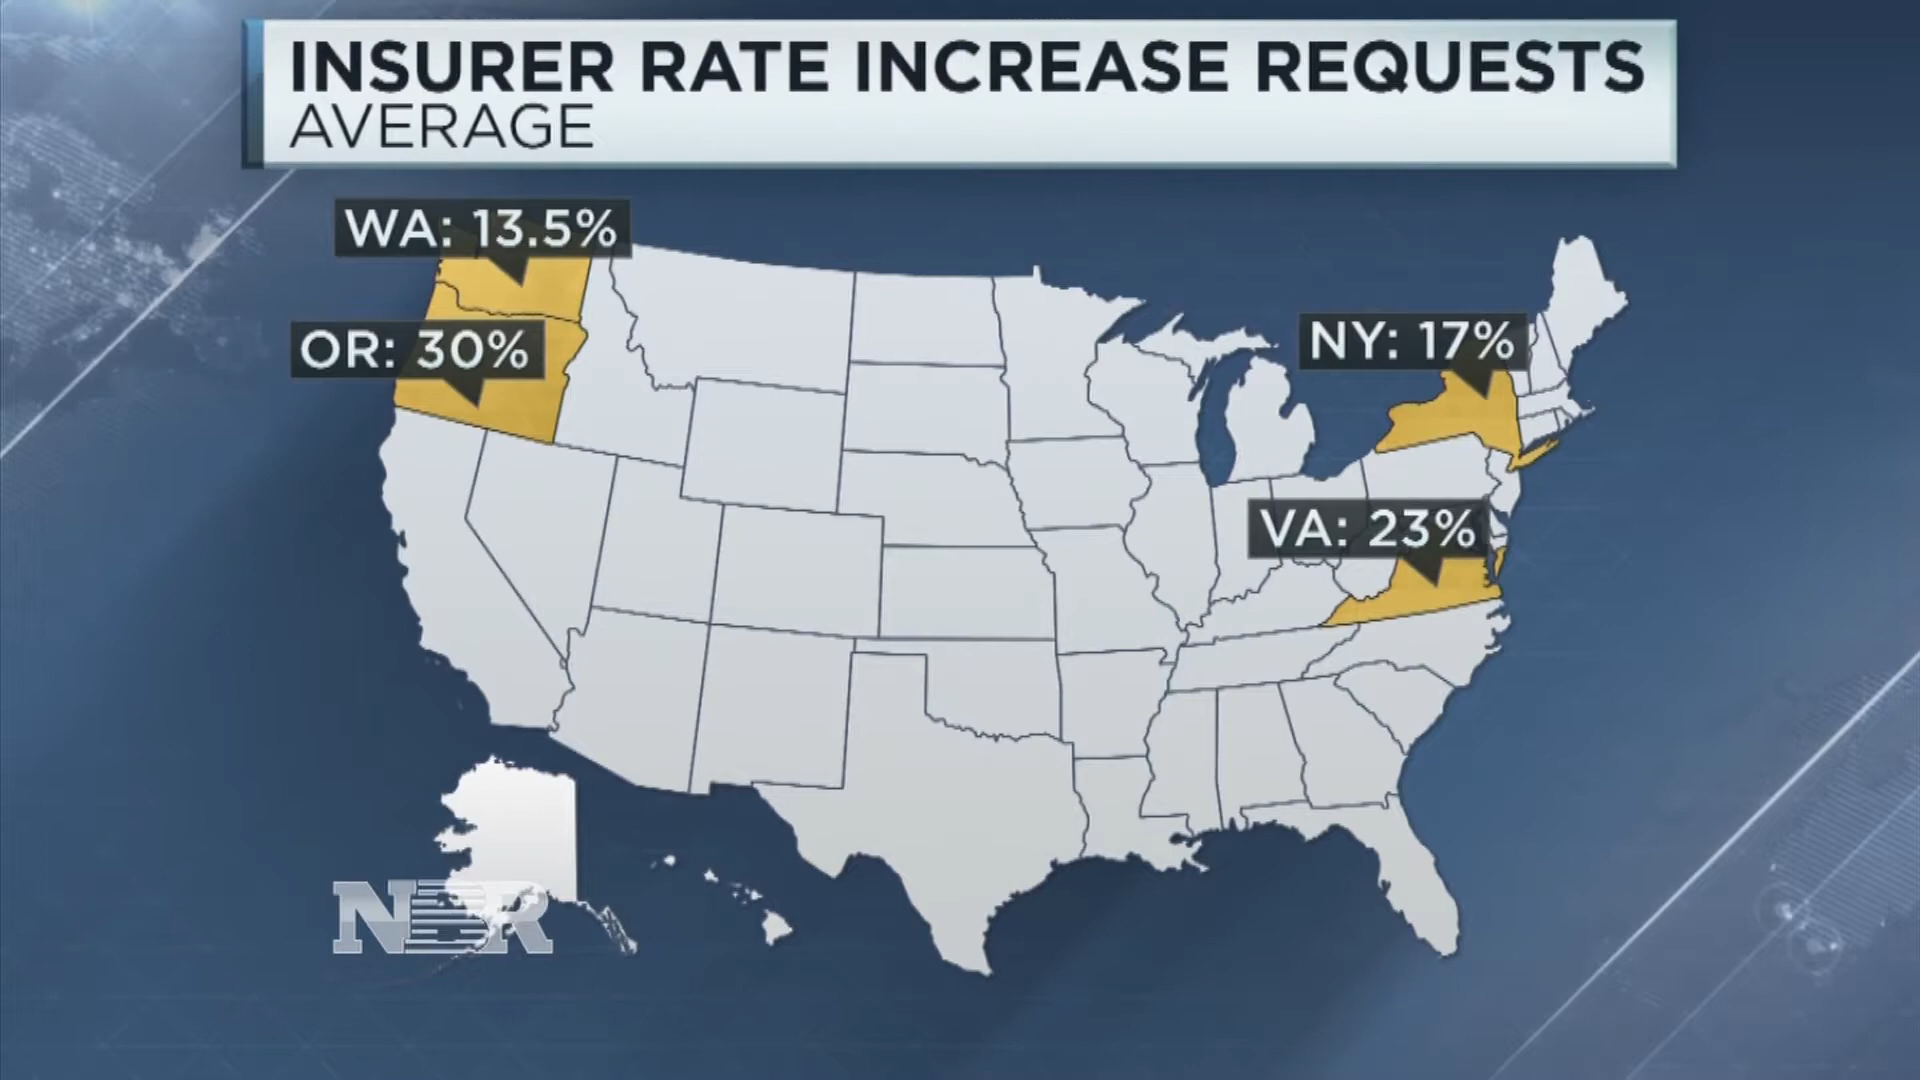 INSURER RATE INCREASE REQUESTS
AVERAGE
WA: 13.5%
OR: 30%
NY: 17%
VA: 23%
NBR